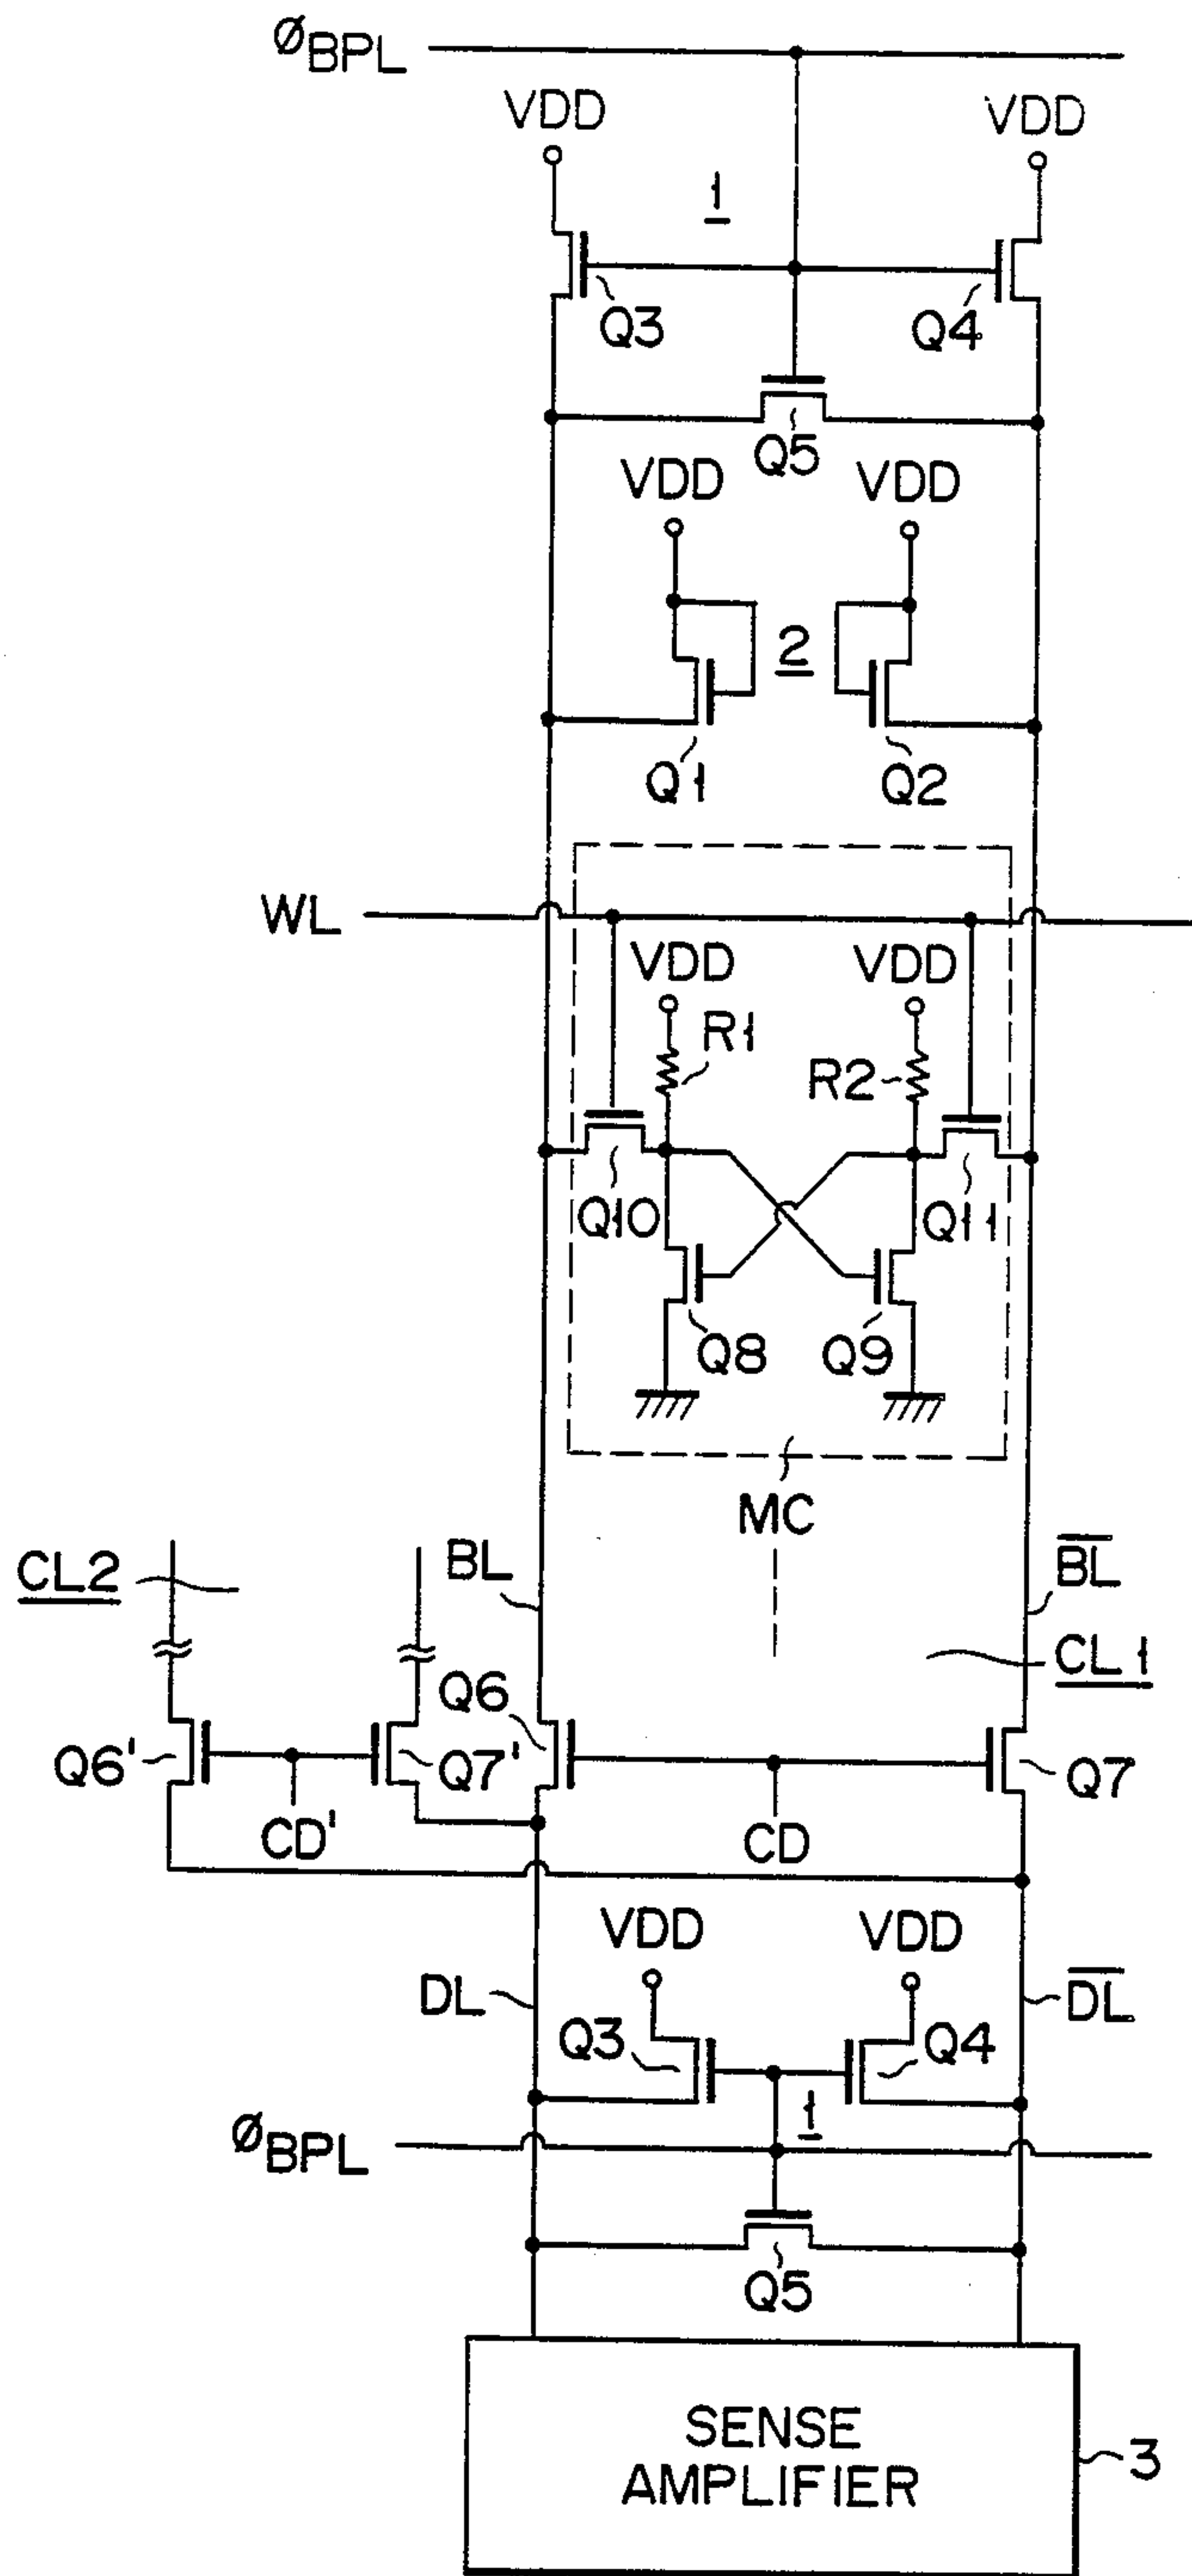 ØBPL
VDD
VDD
1
Q3
Q4
Q5
VDD
VDD
2
Q1
Q2
WL
VDD
VDD
R1
R2
Q10
Q11
Q8
Q9
MC
CL2
BL
B̅L̅
CL1
Q6
Q6'
Q7'
Q7
CD'
CD
VDD
VDD
DL
D̅L̅
Q3
Q4
1
ØBPL
Q5
SENSE
AMPLIFIER
3